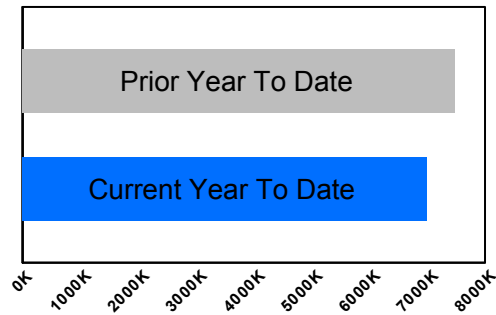 Prior Year To Date
Current Year To Date
0K 1000K 2000K 3000K 4000K 5000K 6000K 7000K 8000K